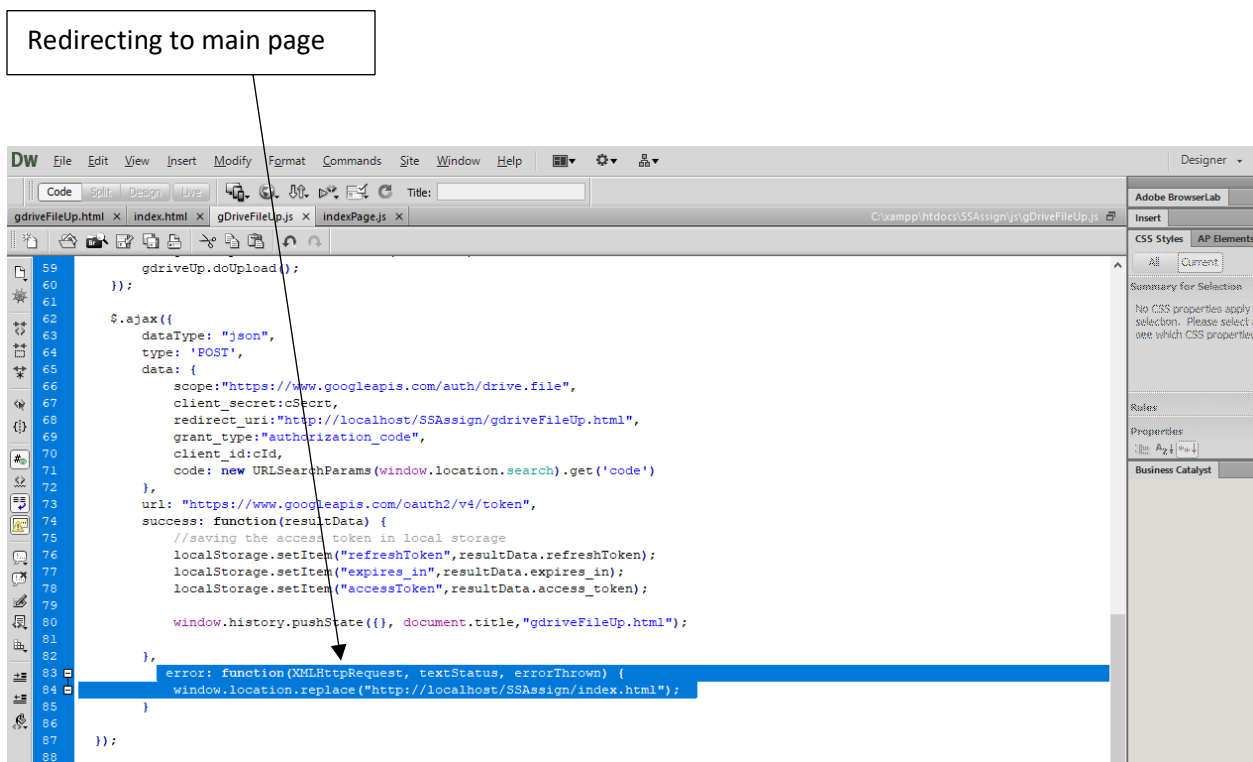 Redirecting to main page
DW File Edit View Insert Modify Format Commands Site Window Help Designer
Code Split Design Live Title:
Adobe BrowserLab
gdriveFileUp.html × index.html × gDriveFileUp.js × indexPage.js × C:\xampp\htdocs\SSAssign\js\gDriveFileUp.js
Insert
CSS Styles AP Elements
All Current
Summary for Selection
No CSS properties apply
selection. Please select
see which CSS properties
Rules
Properties
Business Catalyst
59 gdriveUp.doUpload();
60 });
61
62 $.ajax({
63 dataType: "json",
64 type: 'POST',
65 data: {
66 scope:"https://www.googleapis.com/auth/drive.file",
67 client_secret:cSecrt,
68 redirect_uri:"http://localhost/SSAssign/gdriveFileUp.html",
69 grant_type:"authorization_code",
70 client_id:cId,
71 code: new URLSearchParams(window.location.search).get('code')
72 },
73 url: "https://www.googleapis.com/oauth2/v4/token",
74 success: function(resultData) {
75 //saving the access token in local storage
76 localStorage.setItem("refreshToken",resultData.refreshToken);
77 localStorage.setItem("expires_in",resultData.expires_in);
78 localStorage.setItem("accessToken",resultData.access_token);
79
80 window.history.pushState({}, document.title,"gdriveFileUp.html");
81
82 },
83 error: function(XMLHttpRequest, textStatus, errorThrown) {
84 window.location.replace("http://localhost/SSAssign/index.html");
85 }
86
87 });
88